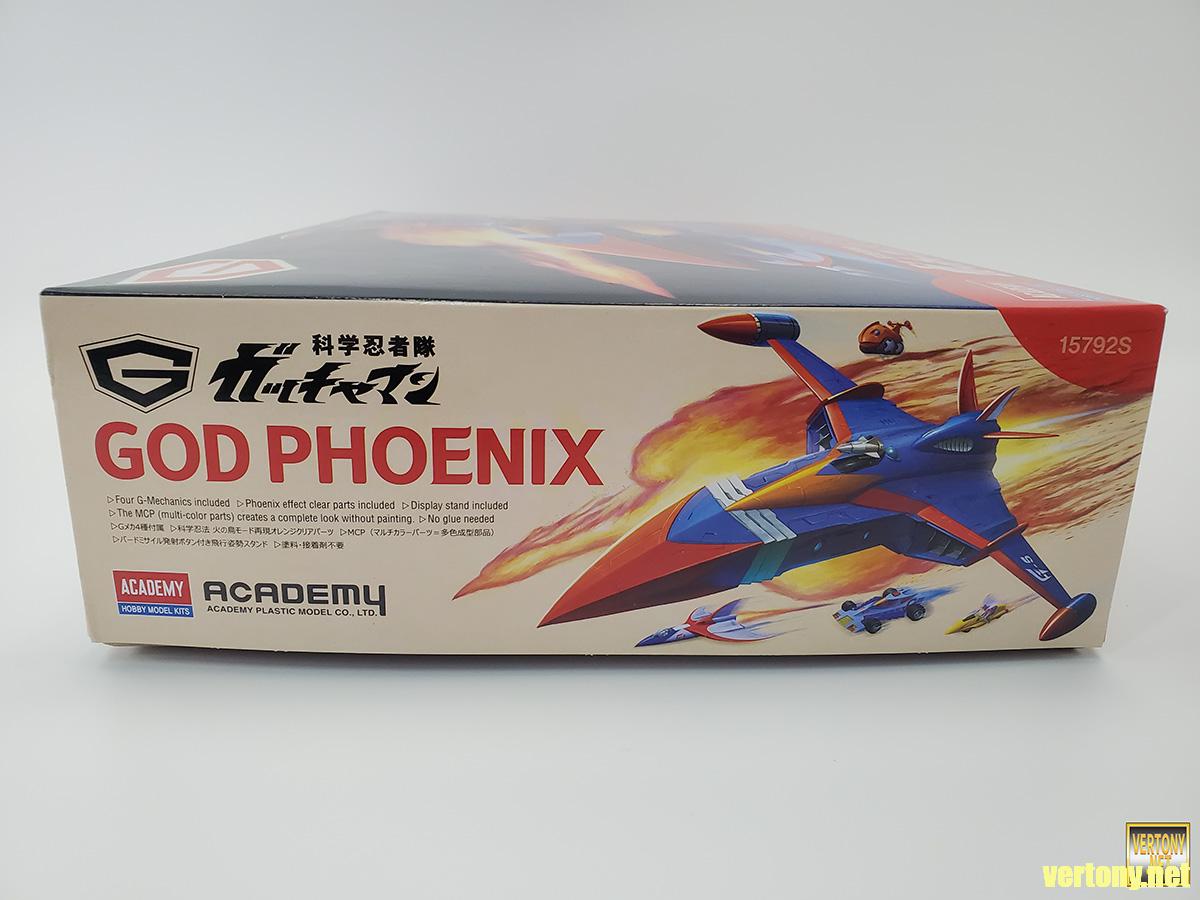 G
科学忍者隊
ガッチャマン
GOD PHOENIX
▷Four G-Mechanics included ▷Phoenix effect clear parts included ▷Display stand included
▷The MCP (multi-color parts) creates a complete look without painting. ▷No glue needed
▷Gメカ4種付属 ▷科学忍法 火の鳥モード再現オレンジクリアパーツ ▷MCP（マルチカラーパーツ=多色成型部品）
▷バードミサイル発射ボタン付き飛行姿勢スタンド ▷塗料・接着剤不要
ACADEMY
HOBBY MODEL KITS
ACADEMY
ACADEMY PLASTIC MODEL CO., LTD.
15792S
VERTONY
.NET
vertony.net